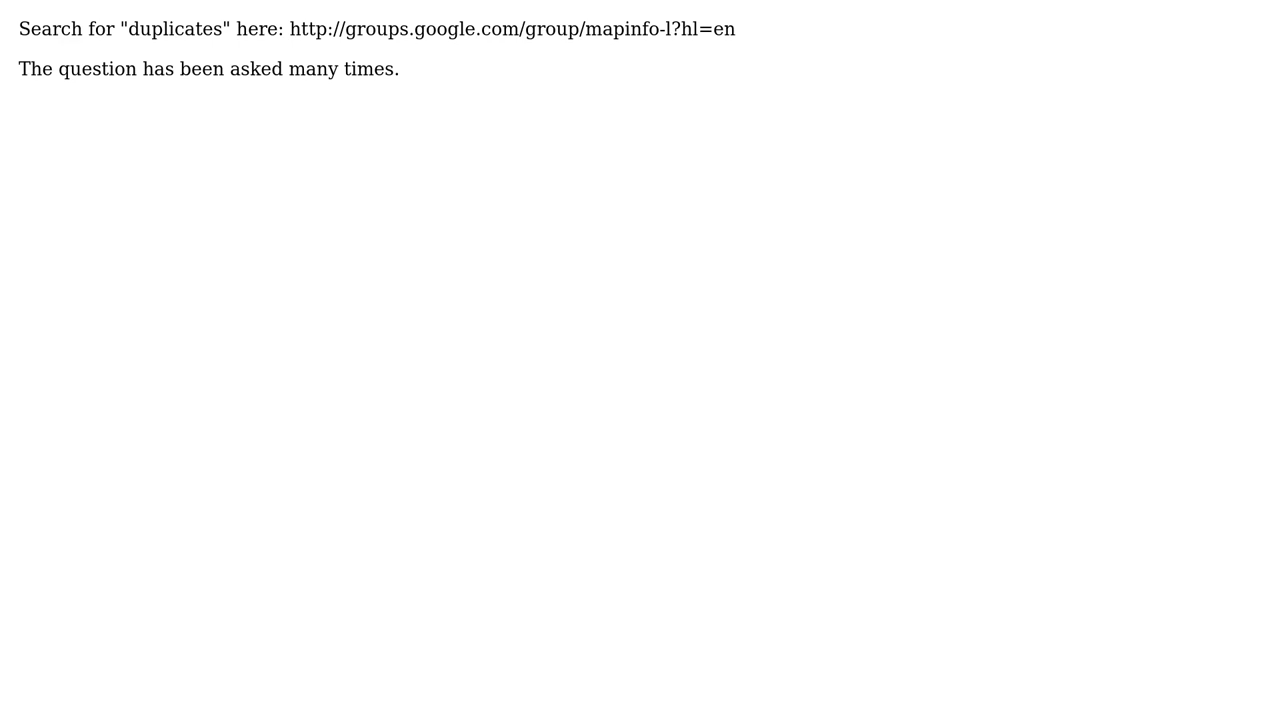 Search for "duplicates" here: http://groups.google.com/group/mapinfo-l?hl=en
The question has been asked many times.